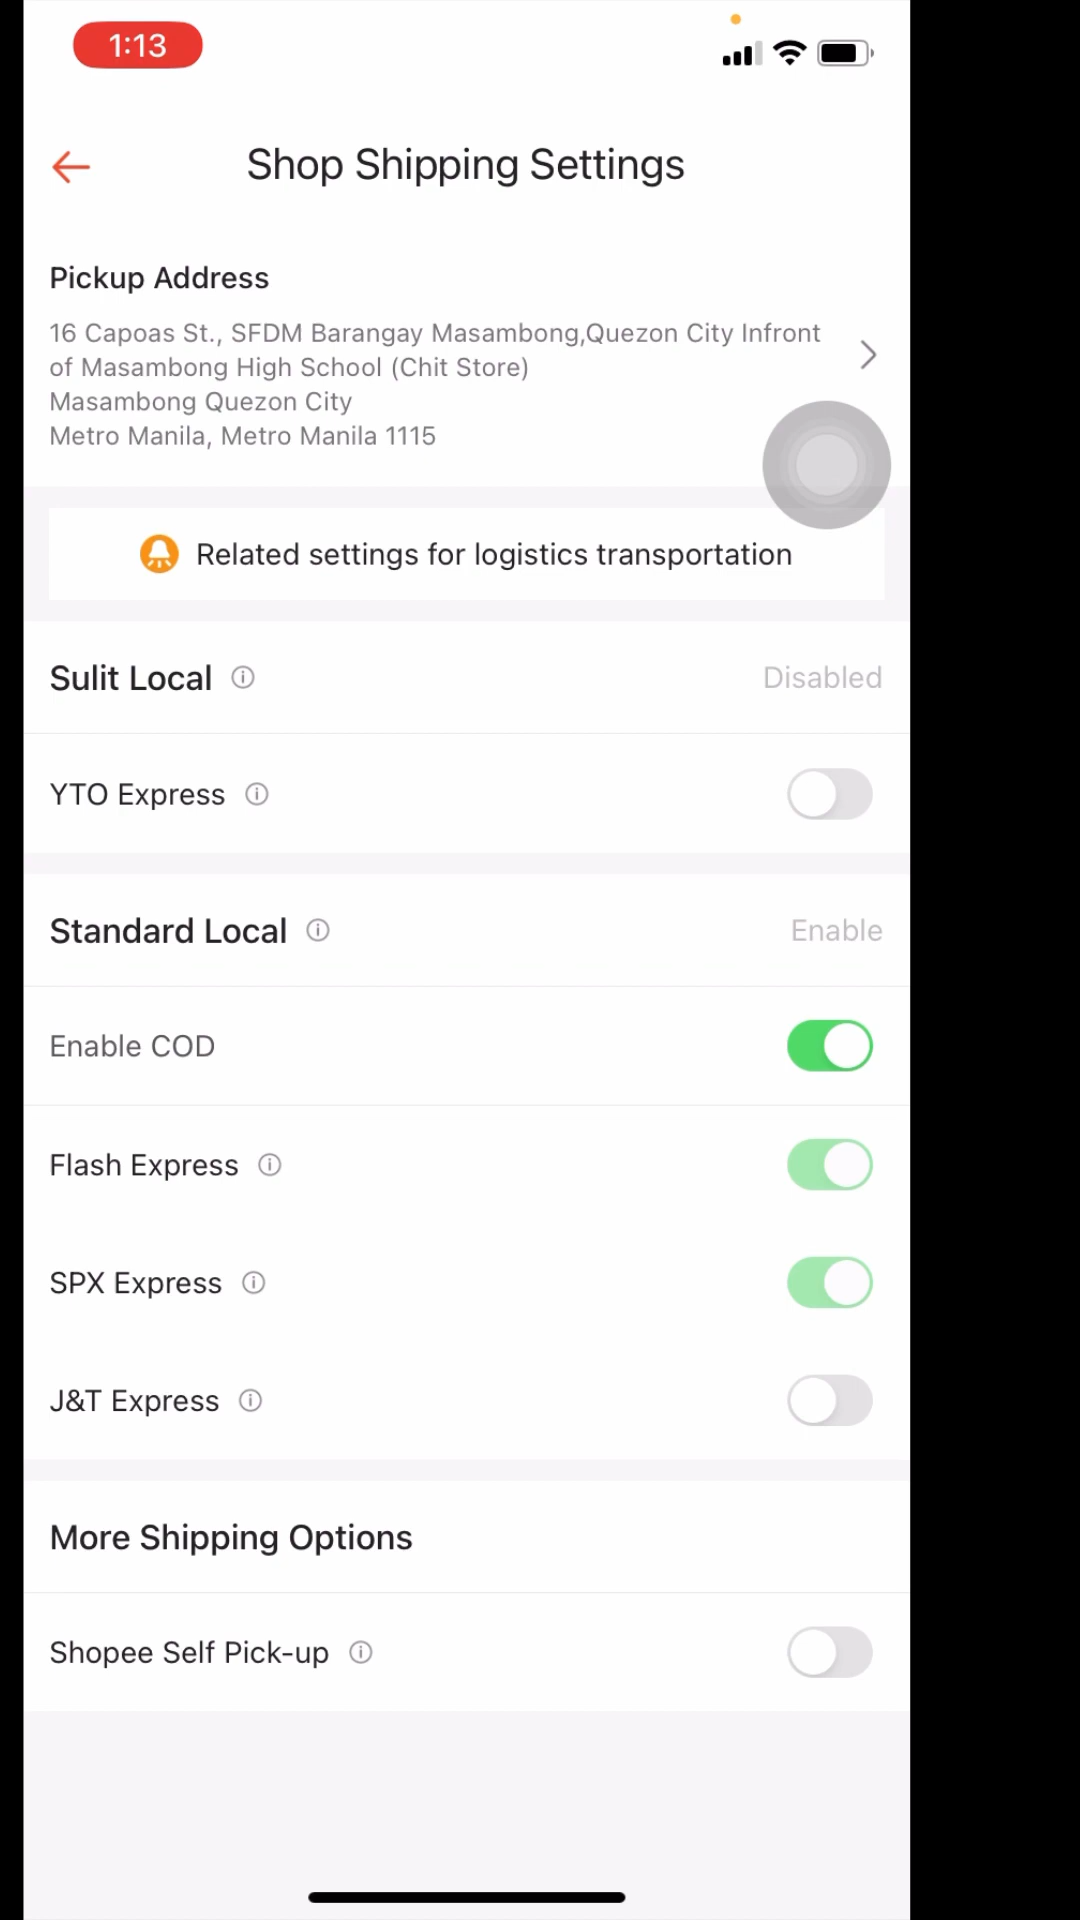 1:13
Shop Shipping Settings
Pickup Address
16 Capoas St., SFDM Barangay Masambong,Quezon City Infront
of Masambong High School (Chit Store)
Masambong Quezon City
Metro Manila, Metro Manila 1115
Related settings for logistics transportation
Sulit Local
Disabled
YTO Express
Standard Local
Enable
Enable COD
Flash Express
SPX Express
J&T Express
More Shipping Options
Shopee Self Pick-up